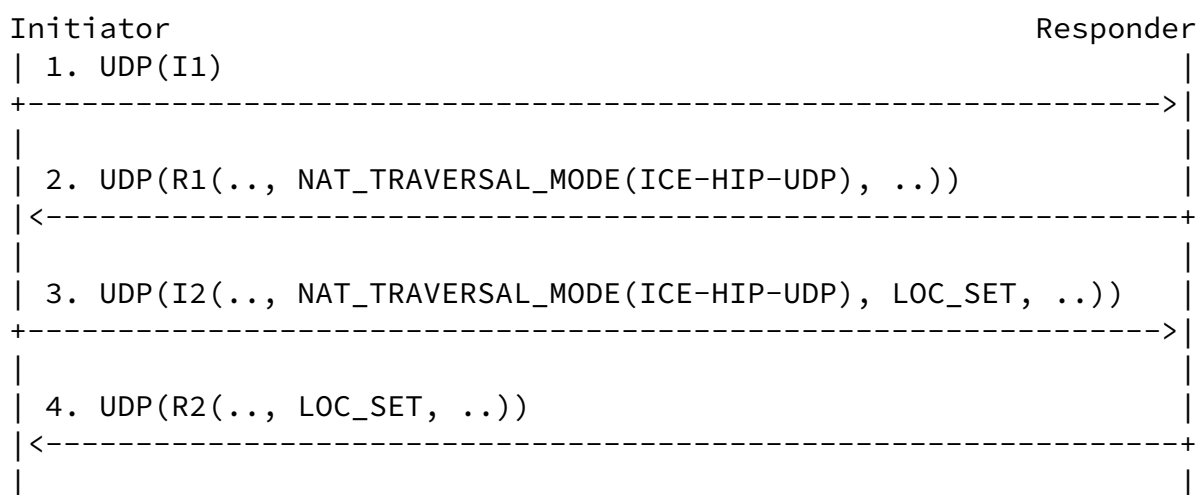 Initiator                                                Responder
| 1. UDP(I1)                                                     |
+--------------------------------------------------------------->|
|                                                                |
| 2. UDP(R1(.., NAT_TRAVERSAL_MODE(ICE-HIP-UDP), ..))            |
|<---------------------------------------------------------------+
|                                                                |
| 3. UDP(I2(.., NAT_TRAVERSAL_MODE(ICE-HIP-UDP), LOC_SET, ..))   |
+--------------------------------------------------------------->|
|                                                                |
| 4. UDP(R2(.., LOC_SET, ..))                                    |
|<---------------------------------------------------------------+
|                                                                |